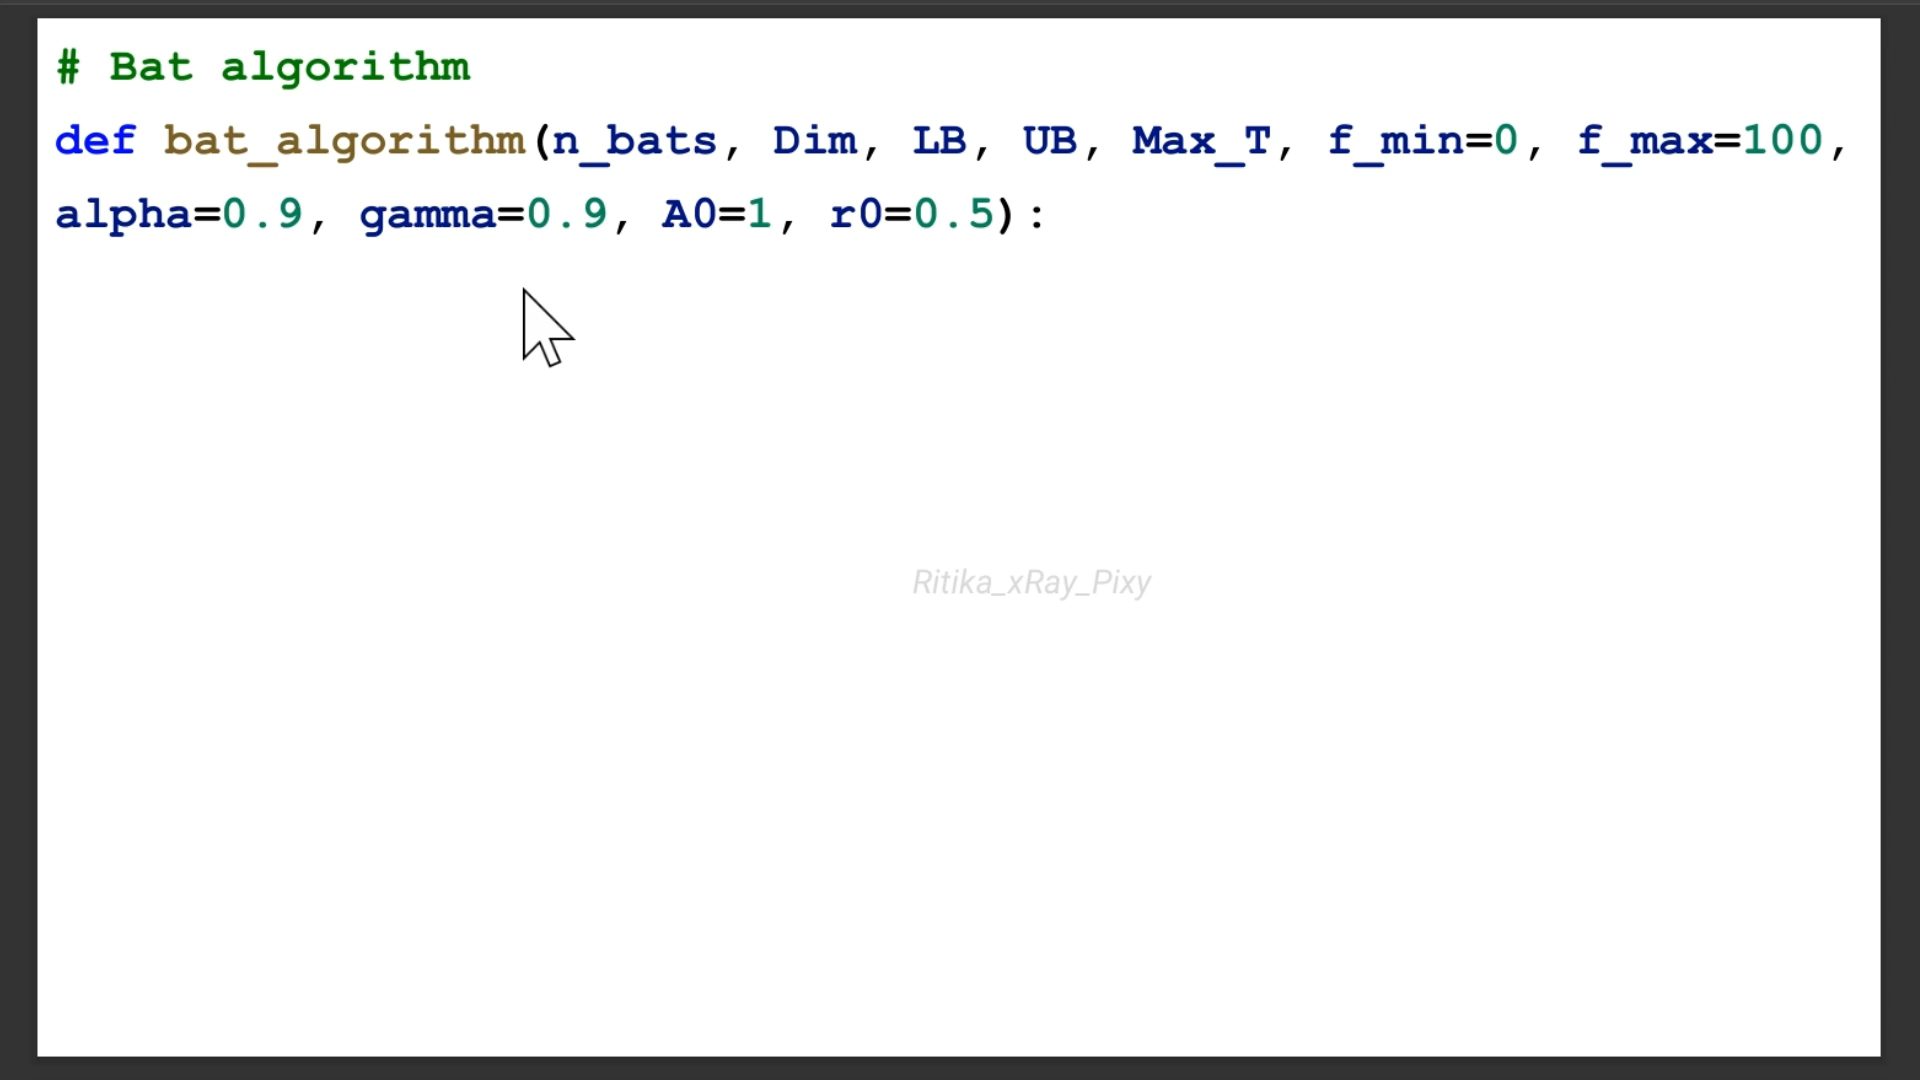 # Bat algorithm
def bat_algorithm(n_bats, Dim, LB, UB, Max_T, f_min=0, f_max=100,
alpha=0.9, gamma=0.9, A0=1, r0=0.5):
Ritika_xRay_Pixy